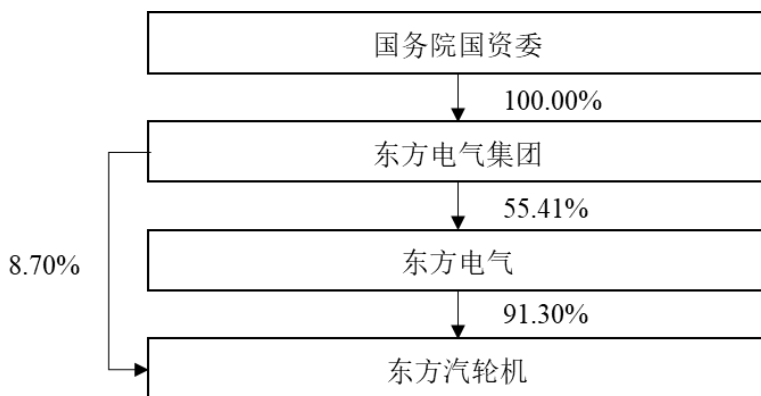 国务院国资委
100.00%
东方电气集团
55.41%
8.70%
东方电气
91.30%
东方汽轮机